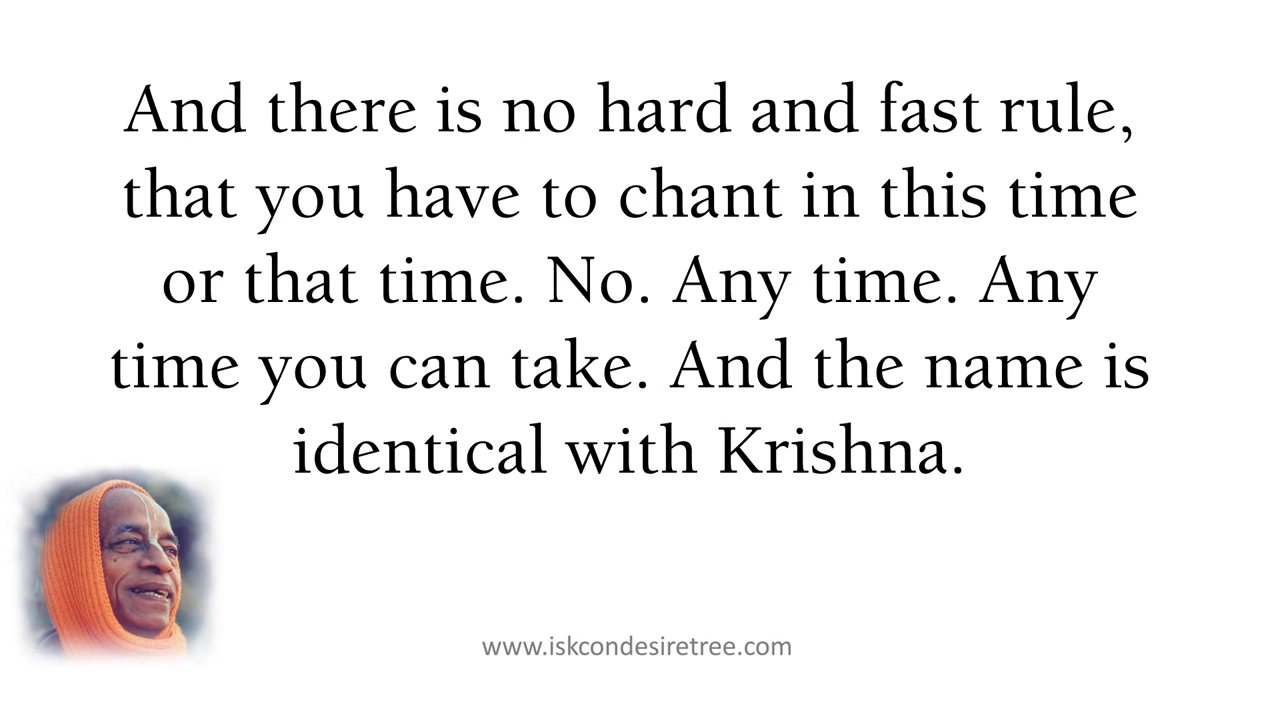 And there is no hard and fast rule,
that you have to chant in this time
or that time. No. Any time. Any
time you can take. And the name is
identical with Krishna.
www.iskcondesiretree.com